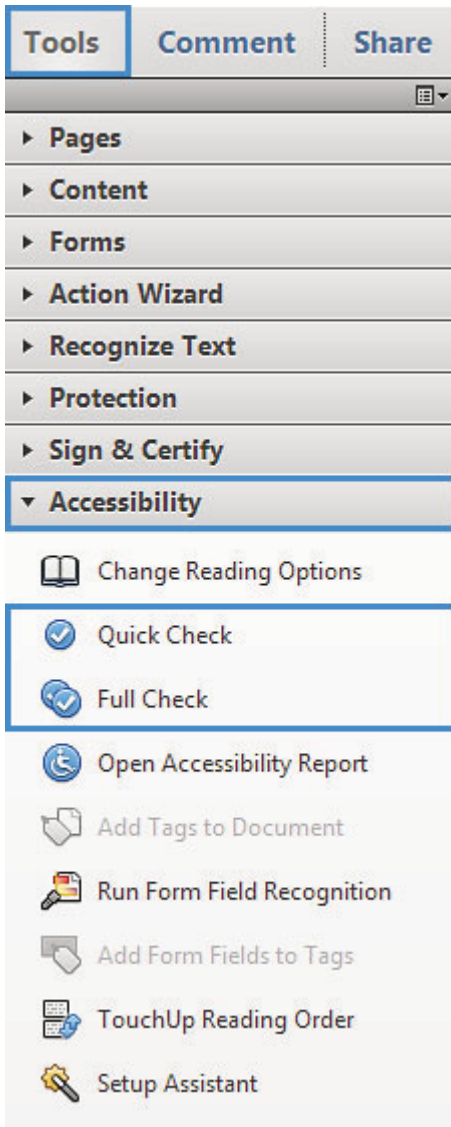 Tools Comment Share
Pages
Content
Forms
Action Wizard
Recognize Text
Protection
Sign & Certify
Accessibility
Change Reading Options
Quick Check
Full Check
Open Accessibility Report
Add Tags to Document
Run Form Field Recognition
Add Form Fields to Tags
TouchUp Reading Order
Setup Assistant